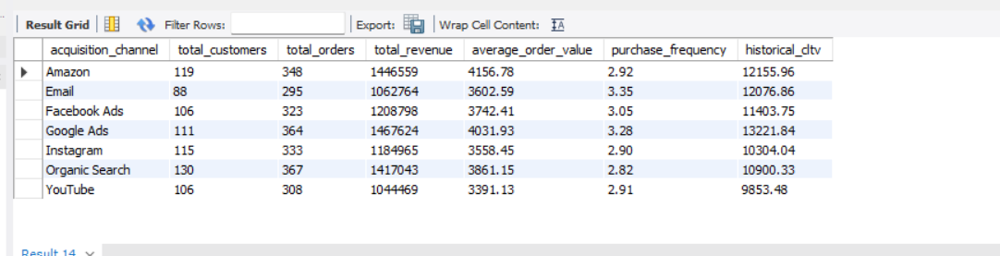 Result Grid Filter Rows: Export: Wrap Cell Content:
acquisition_channel total_customers total_orders total_revenue average_order_value purchase_frequency historical_cltv
Amazon 119 348 1446559 4156.78 2.92 12155.96
Email 88 295 1062764 3602.59 3.35 12076.86
Facebook Ads 106 323 1208798 3742.41 3.05 11403.75
Google Ads 111 364 1467624 4031.93 3.28 13221.84
Instagram 115 333 1184965 3558.45 2.90 10304.04
Organic Search 130 367 1417043 3861.15 2.82 10900.33
YouTube 106 308 1044469 3391.13 2.91 9853.48
Result 14